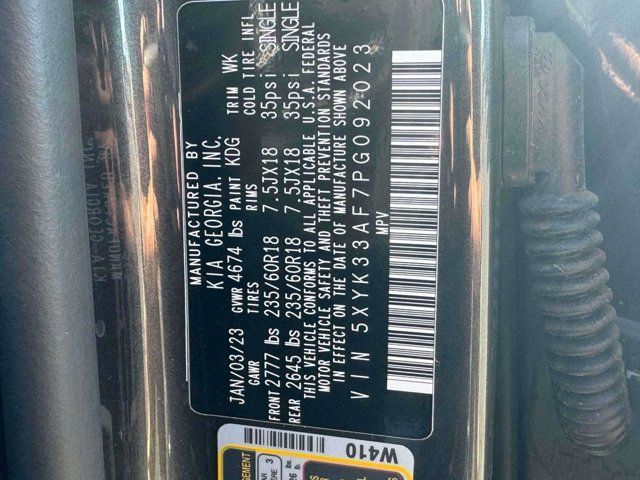 MANUFACTURED BY
KIA GEORGIA, INC.
JAN/03/23 GVWR 4674 lbs PAINT KDG TRIM WK
GAWR TIRES RIMS COLD TIRE INFL
FRONT 2777 lbs 235/60R18 7.5JX18 35psi SINGLE
REAR 2645 lbs 235/60R18 7.5JX18 35psi SINGLE
THIS VEHICLE CONFORMS TO ALL APPLICABLE U.S.A. FEDERAL
MOTOR VEHICLE SAFETY AND THEFT PREVENTION STANDARDS
IN EFFECT ON THE DATE OF MANUFACTURE SHOWN ABOVE
VIN 5XYK33AF7PG092023
MPV
W410